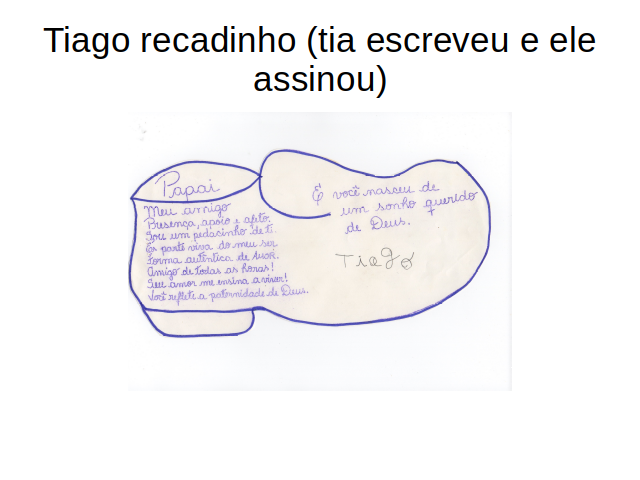 Tiago recadinho (tia escreveu e ele
assinou)
Papai
Meu amigo
Presença, apoio e afeto.
Sou um pedacinho de ti.
És parte viva do meu ser
Forma autêntica de Amor.
Amigo de todas as horas!
Seu amor me ensina a viver!
Você reflete a paternidade de Deus.
É você nasceu de
um sonho querido
de Deus.
Tiago